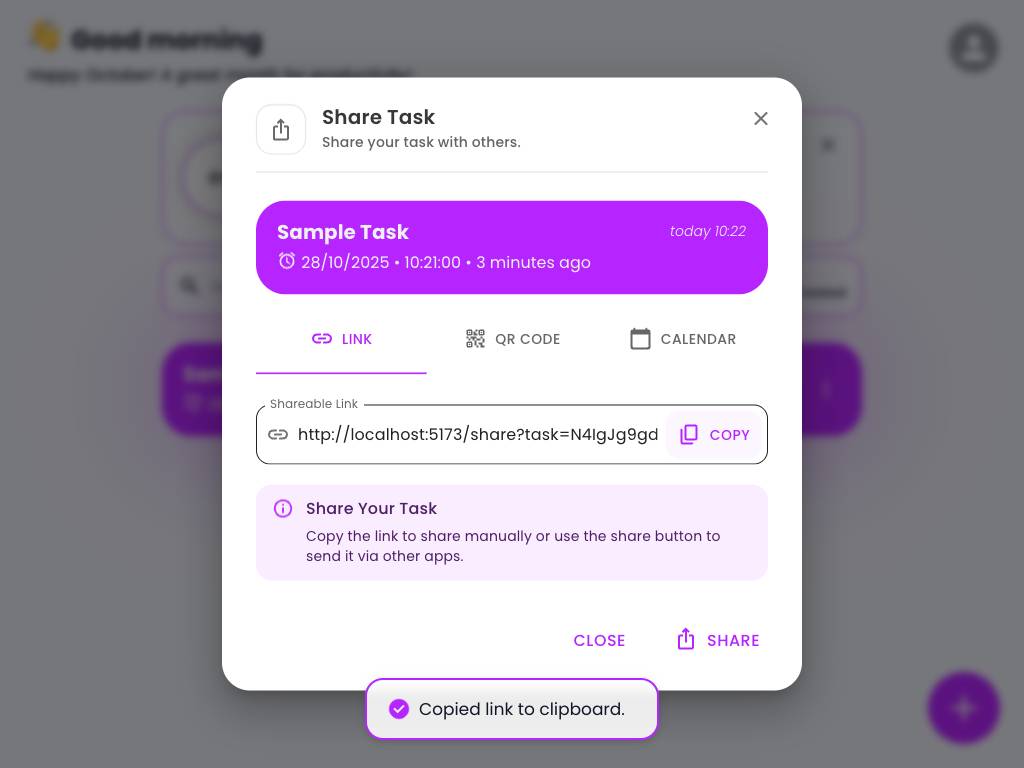 Good morning
Happy October! A great month for productivity!
Share Task
Share your task with others.
Sample Task
today 10:22
28/10/2025 • 10:21:00 • 3 minutes ago
LINK
QR CODE
CALENDAR
Shareable Link
http://localhost:5173/share?task=N4IgJg9gd
COPY
Share Your Task
Copy the link to share manually or use the share button to
send it via other apps.
CLOSE
SHARE
Copied link to clipboard.